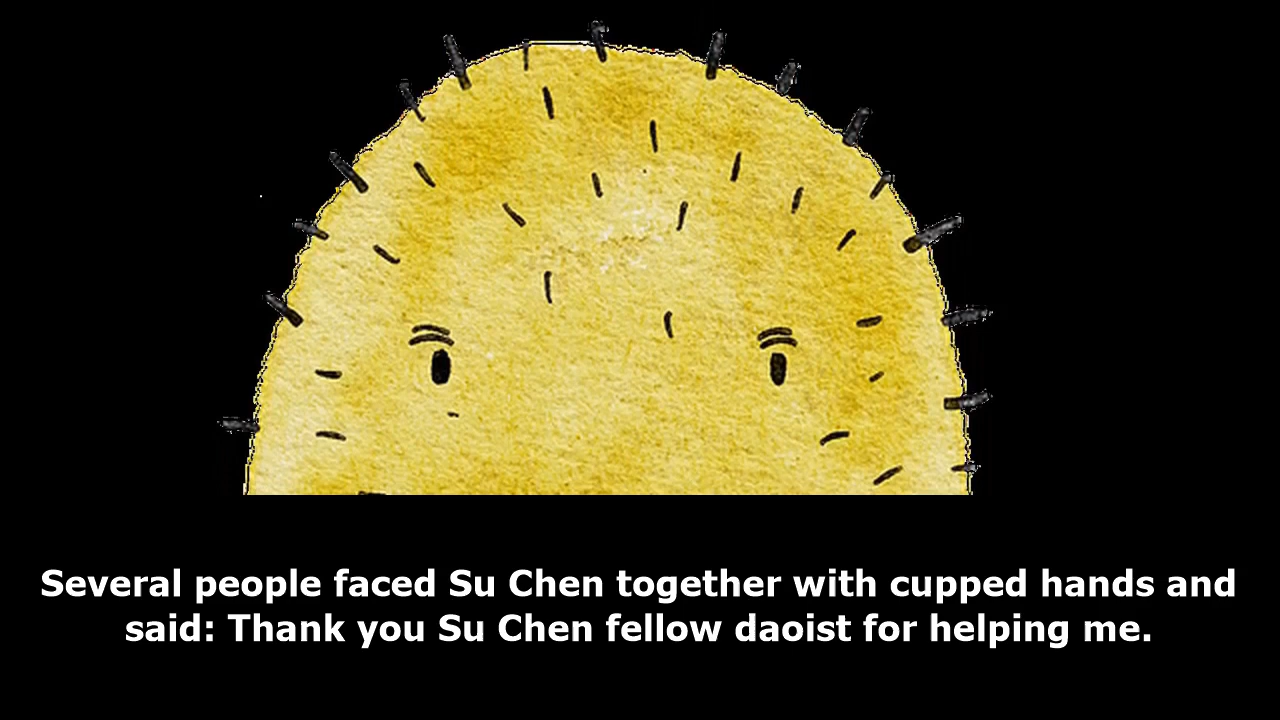 Several people faced Su Chen together with cupped hands and
said: Thank you Su Chen fellow daoist for helping me.